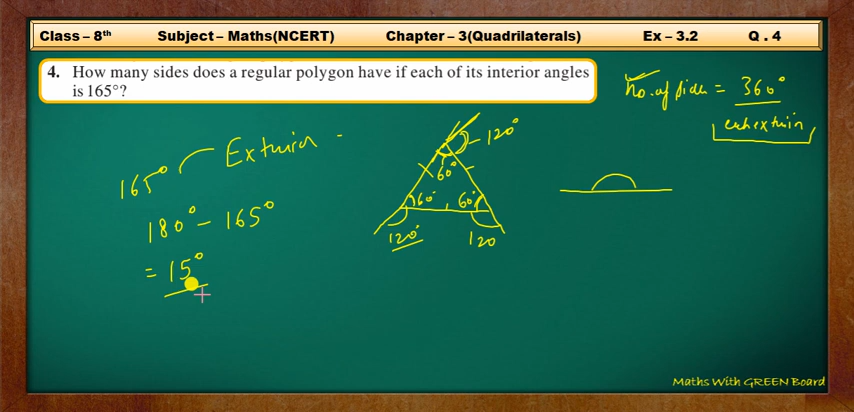 Class – 8th Subject – Maths(NCERT) Chapter – 3(Quadrilaterals) Ex – 3.2 Q . 4
4. How many sides does a regular polygon have if each of its interior angles
is 165°?
No. of side = 360°
each exterior
165° Exterior
180° – 165°
= 15°
120°
60°
60° 60°
120° 120
Maths With GREEN Board